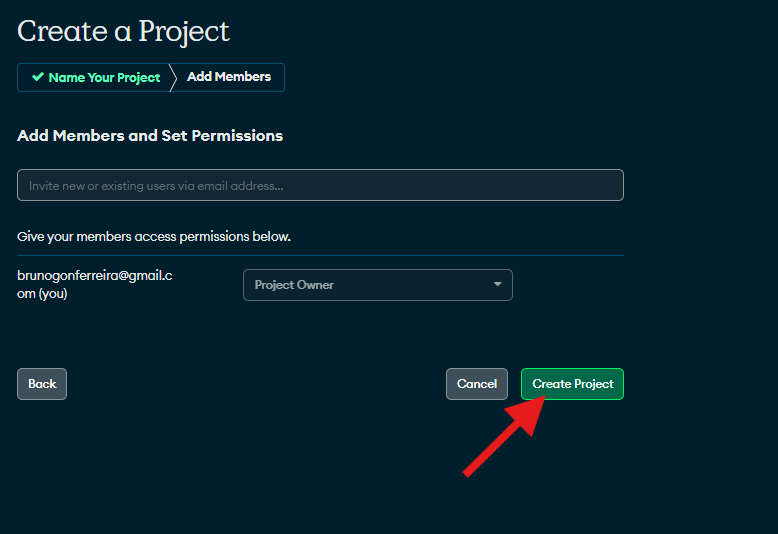 Create a Project
Name Your Project
Add Members
Add Members and Set Permissions
Invite new or existing users via email address...
Give your members access permissions below.
brunogonferreira@gmail.c
om (you)
Project Owner
Back
Cancel
Create Project